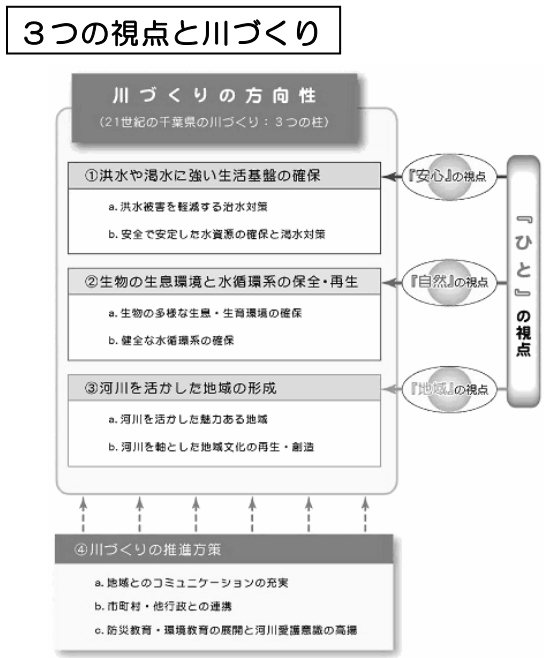 ３つの視点と川づくり
川づくりの方向性
(21世紀の千葉県の川づくり：３つの柱)
①洪水や渇水に強い生活基盤の確保
a. 洪水被害を軽減する治水対策
b. 安全で安定した水資源の確保と渇水対策
『安心』の視点
②生物の生息環境と水循環系の保全・再生
a. 生物の多様な生息・生育環境の確保
b. 健全な水循環系の確保
『自然』の視点
③河川を活かした地域の形成
a. 河川を活かした魅力ある地域
b. 河川を軸とした地域文化の再生・創造
『地域』の視点
『ひと』の視点
④川づくりの推進方策
a. 地域とのコミュニケーションの充実
b. 市町村・他行政との連携
c. 防災教育・環境教育の展開と河川愛護意識の高揚